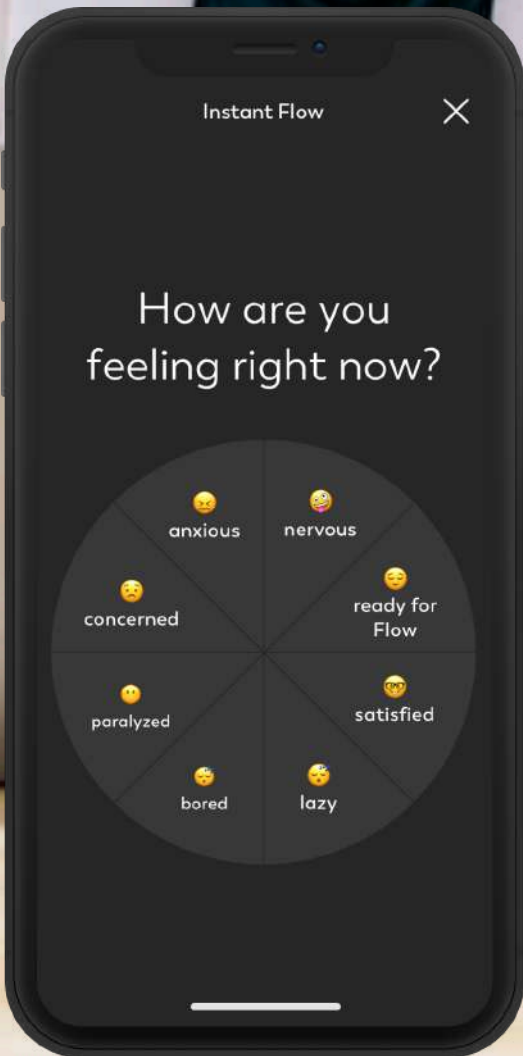 Instant Flow
How are you
feeling right now?
anxious
nervous
concerned
ready for
Flow
paralyzed
satisfied
bored
lazy